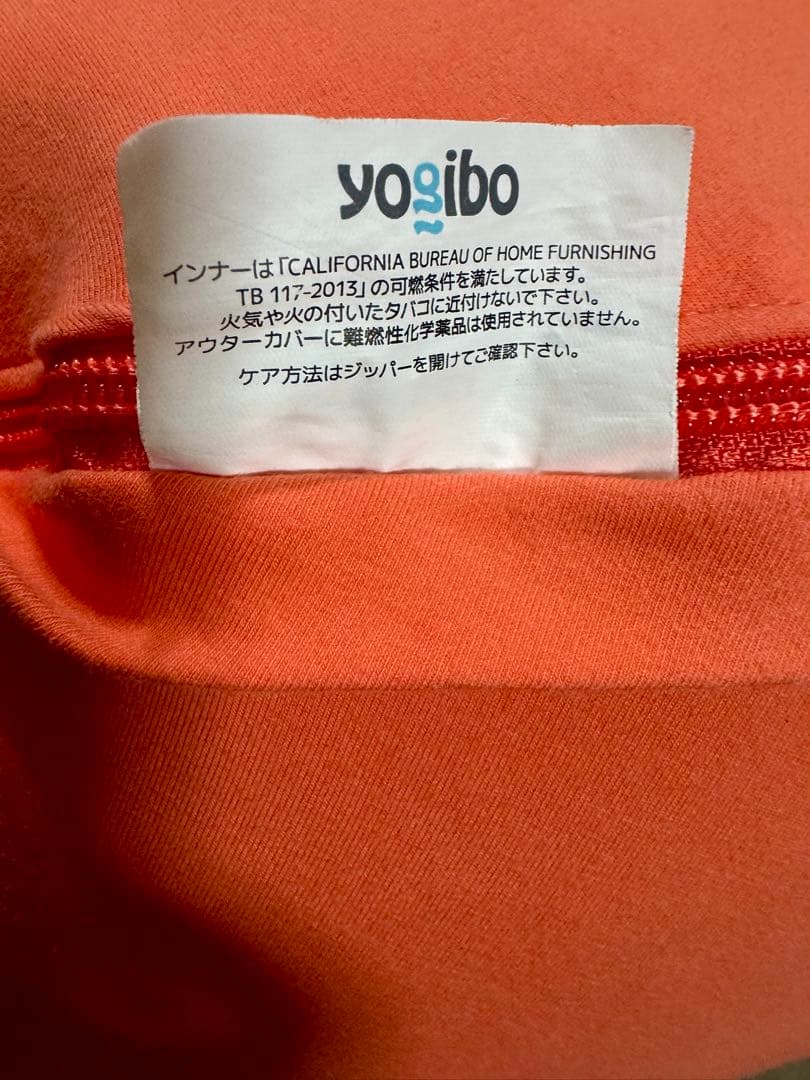 yogibo
インナーは「CALIFORNIA BUREAU OF HOME FURNISHING
TB 117-2013」の可燃条件を満たしています。
火気や火の付いたタバコに近付けないで下さい。
アウターカバーに難燃性化学薬品は使用されていません。
ケア方法はジッパーを開けてご確認下さい。